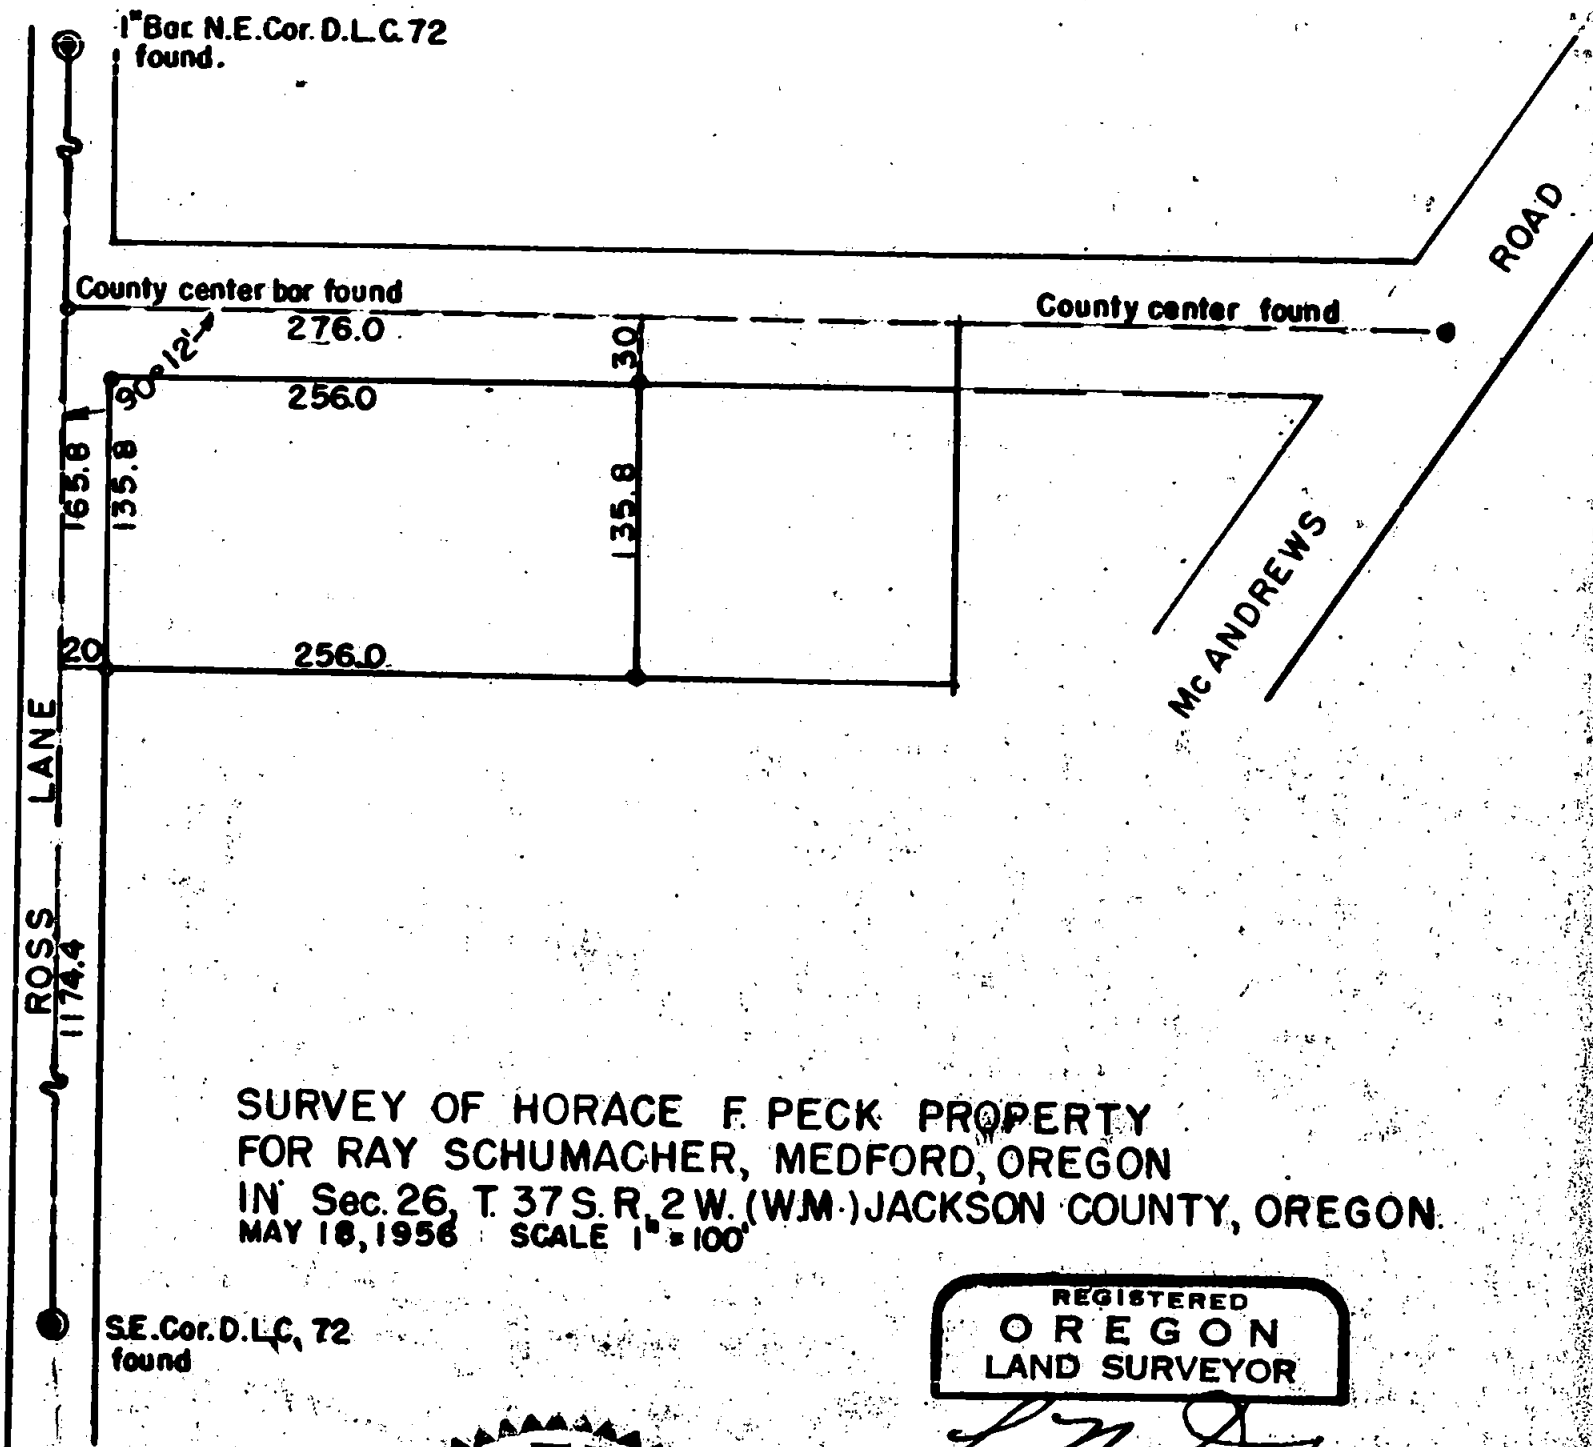 1" Bar. N.E. Cor. D.L.C. 72
found.
ROAD
County center bar found
County center found
276.0
30
90°12'
256.0
165.8
135.8
135.8
20
256.0
Mc ANDREWS
ROSS LANE
1174.4
SURVEY OF HORACE F. PECK PROPERTY
FOR RAY SCHUMACHER, MEDFORD, OREGON
IN Sec. 26, T. 37 S. R. 2 W. (W.M.) JACKSON COUNTY, OREGON.
MAY 18, 1956 SCALE 1" = 100'
S.E. Cor. D.L.C. 72
found
REGISTERED
OREGON
LAND SURVEYOR